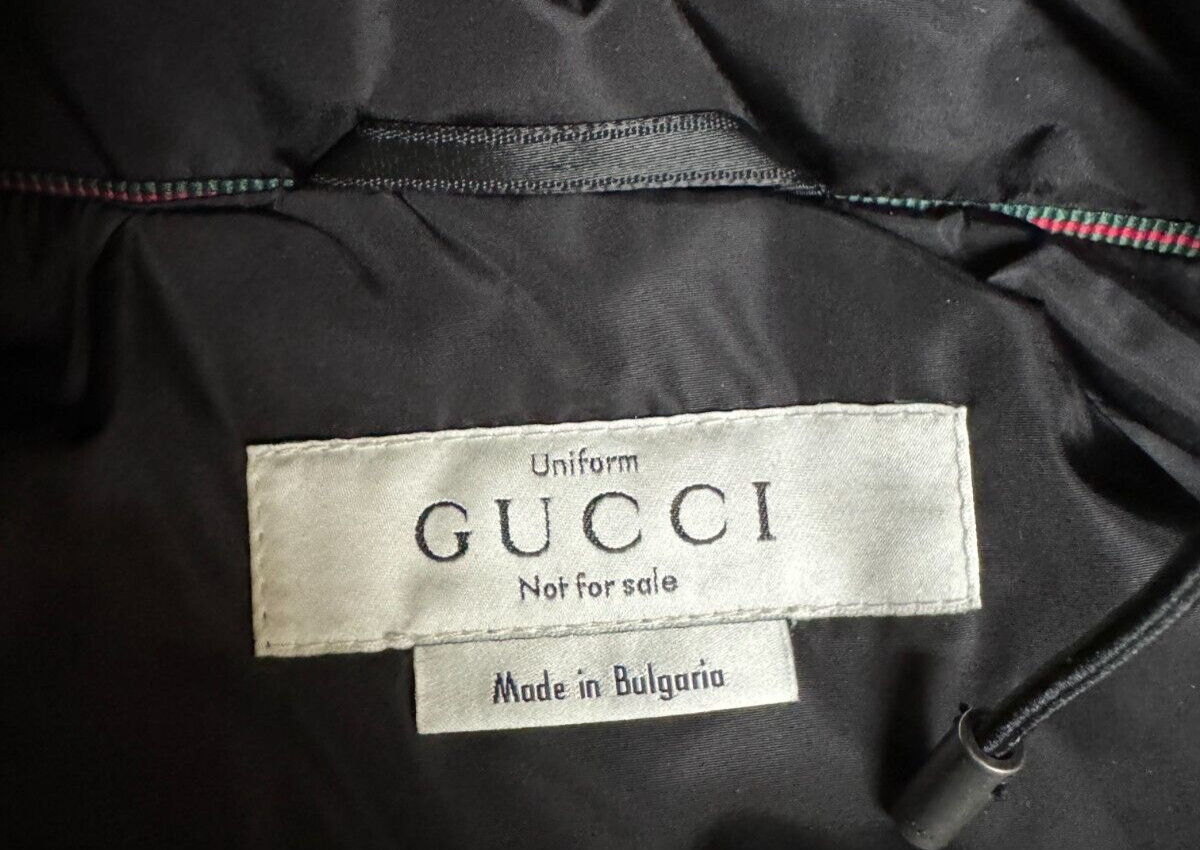 Uniform
GUCCI
Not for sale
Made in Bulgaria